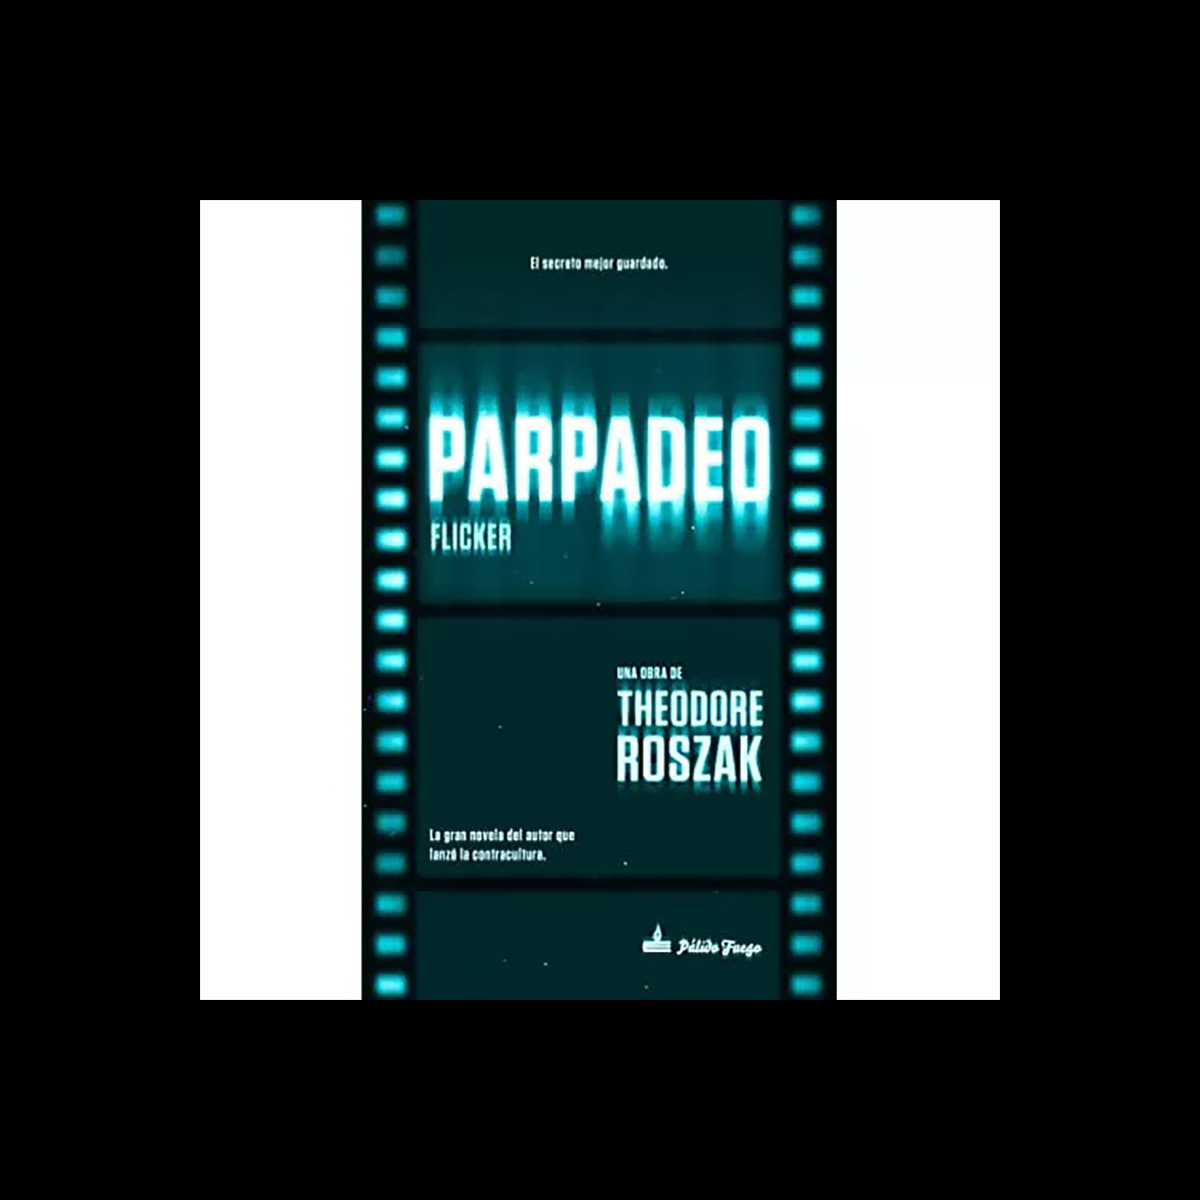 El secreto mejor guardado.
PARPADEO
FLICKER
UNA OBRA DE
THEODORE
ROSZAK
La gran novela del autor que
lanzó la contracultura.
Pálido Fuego